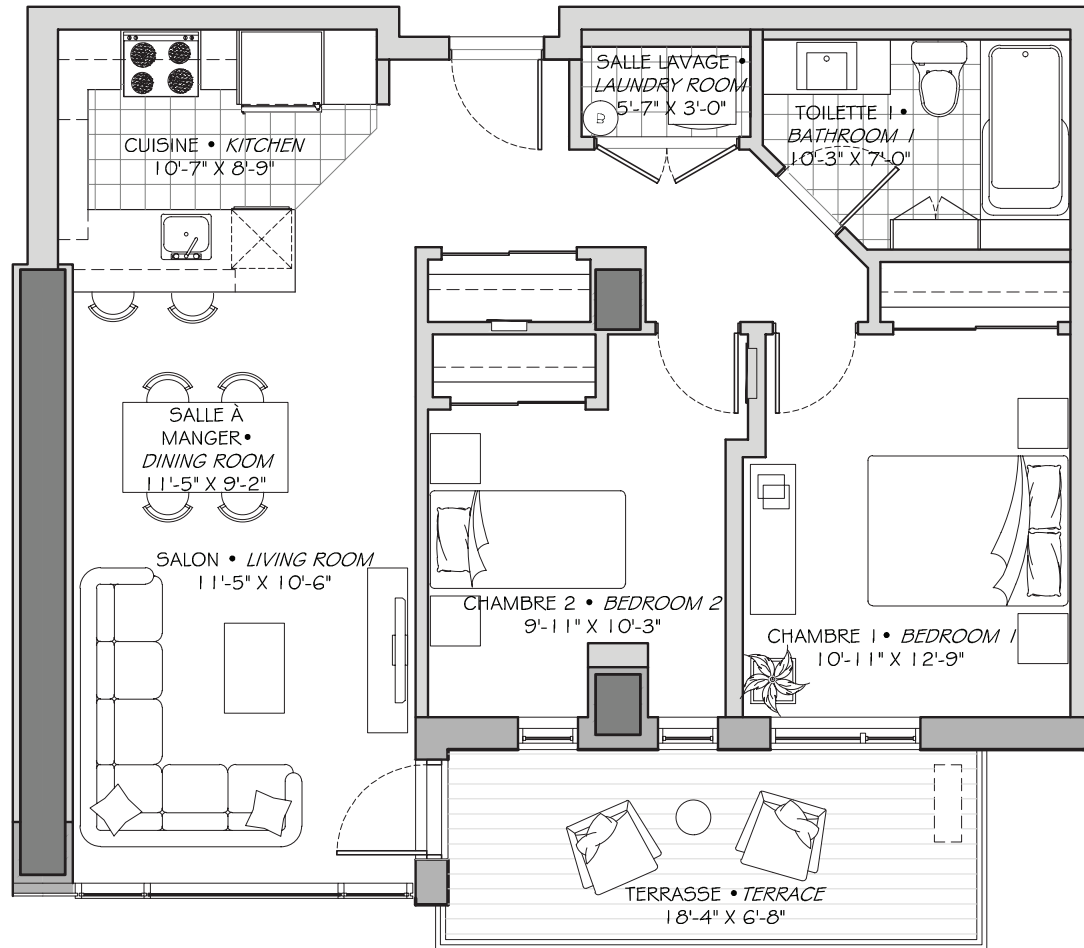 SALLE LAVAGE •
LAUNDRY ROOM
5'-7" X 3'-0"
B
TOILETTE 1 •
BATHROOM 1
10'-3" X 7'-0"
CUISINE • KITCHEN
10'-7" X 8'-9"
SALLE À
MANGER •
DINING ROOM
11'-5" X 9'-2"
SALON • LIVING ROOM
11'-5" X 10'-6"
CHAMBRE 2 • BEDROOM 2
9'-11" X 10'-3"
CHAMBRE 1 • BEDROOM 1
10'-11" X 12'-9"
TERRASSE • TERRACE
18'-4" X 6'-8"